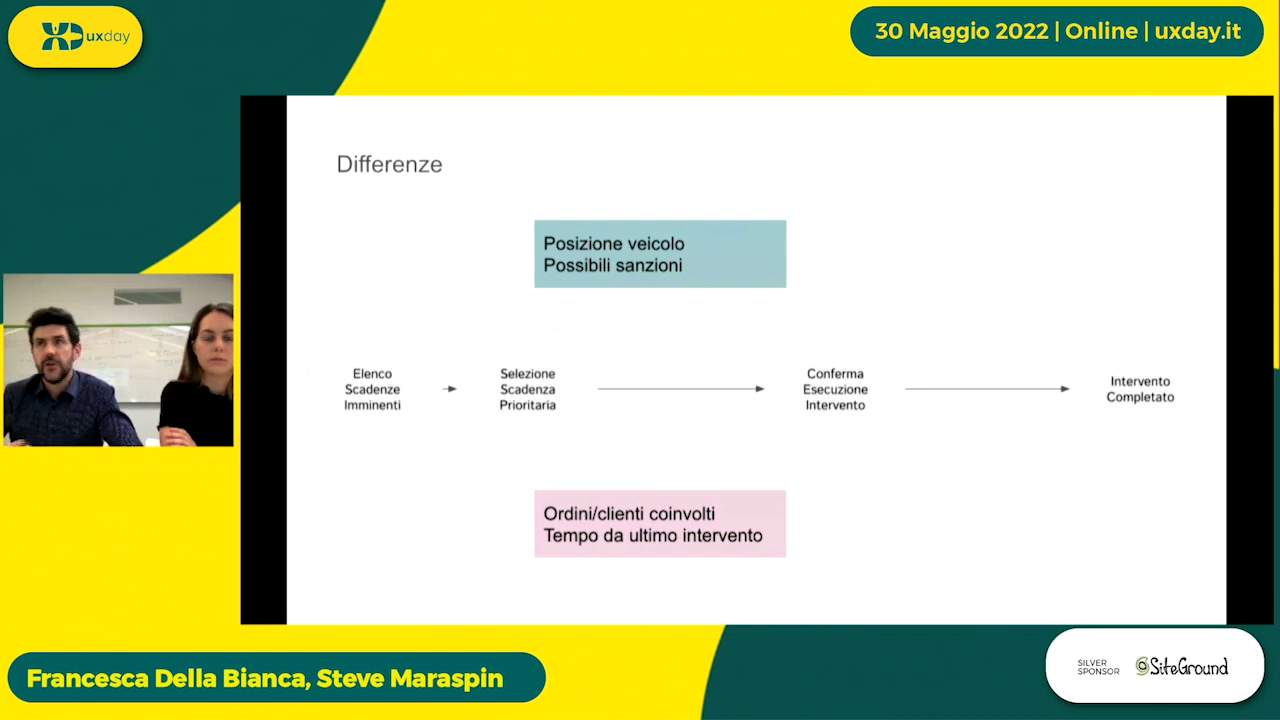 uxday
30 Maggio 2022 | Online | uxday.it
Differenze
Posizione veicolo
Possibili sanzioni
Elenco
Scadenze
Imminenti
Selezione
Scadenza
Prioritaria
Conferma
Esecuzione
Intervento
Intervento
Completato
Ordini/clienti coinvolti
Tempo da ultimo intervento
Francesca Della Bianca, Steve Maraspin
SILVER
SPONSOR
SiteGround